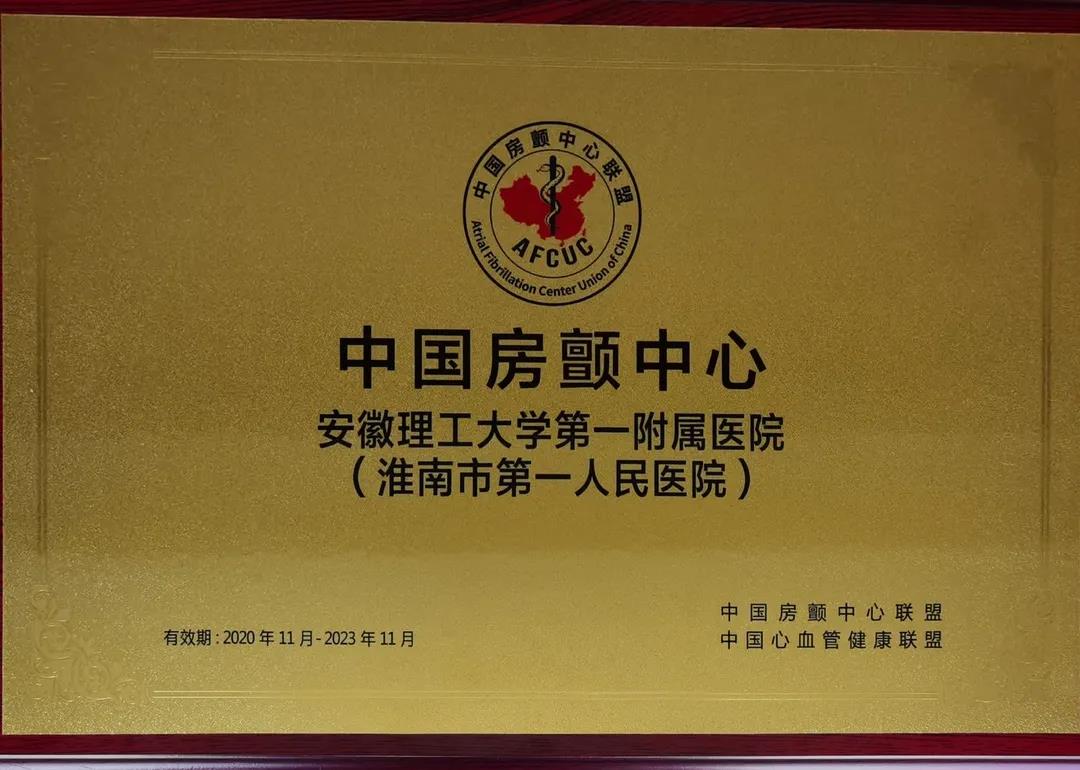 中国房颤中心联盟
AFCUC
Atrial Fibrillation Center Union of China
中国房颤中心
安徽理工大学第一附属医院
（淮南市第一人民医院）
有效期:2020年11月-2023年11月
中国房颤中心联盟
中国心血管健康联盟